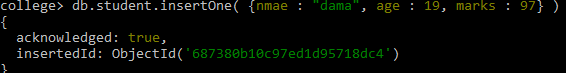 college> db.student.insertOne( {nmae : "dama", age : 19, marks : 97} )
{
  acknowledged: true,
  insertedId: ObjectId('687380b10c97ed1d95718dc4')
}